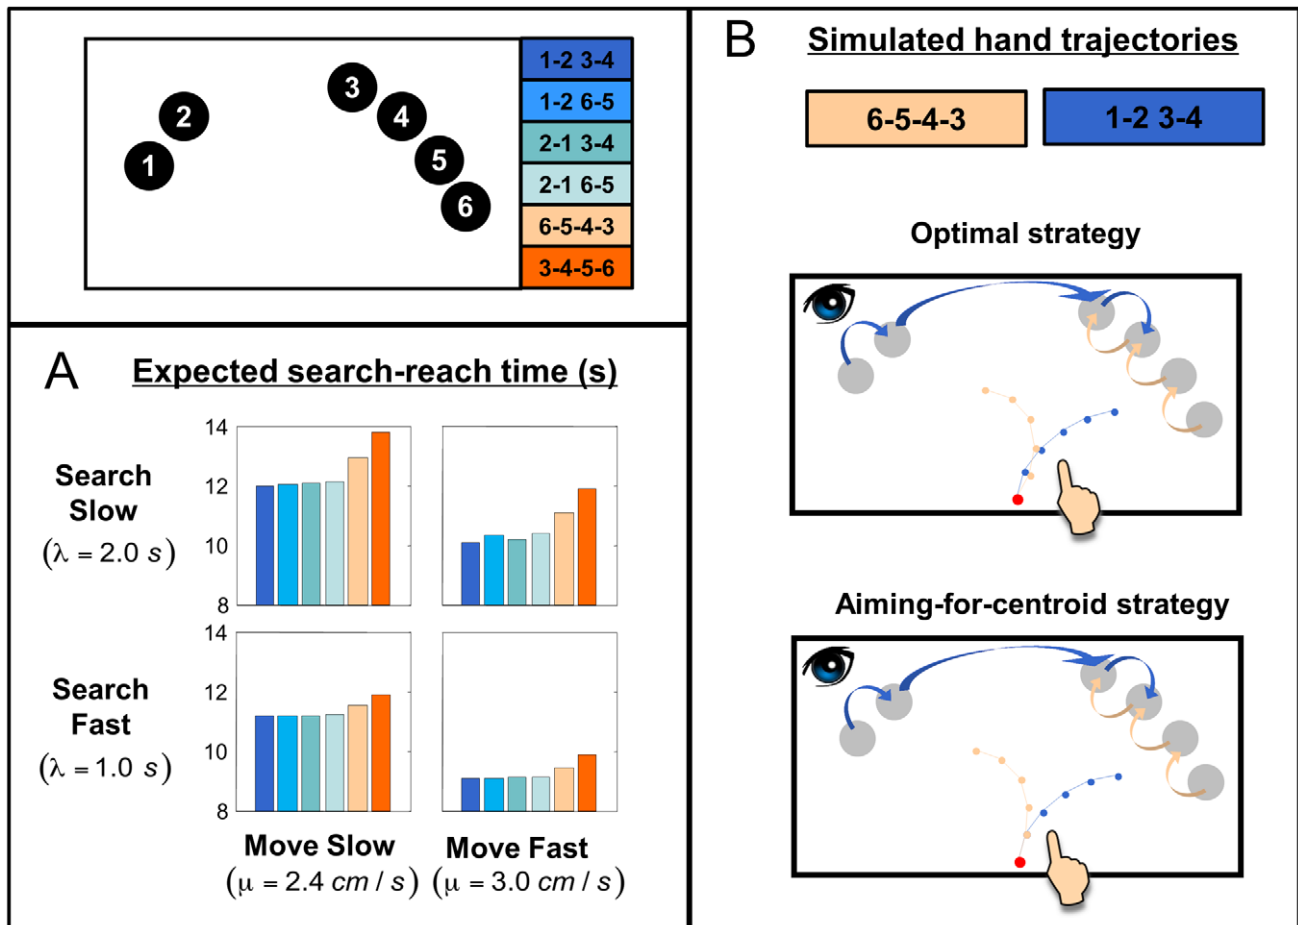 1
2
3
4
5
6
1-2 3-4
1-2 6-5
2-1 3-4
2-1 6-5
6-5-4-3
3-4-5-6
A
Expected search-reach time (s)
Search
Slow
(λ = 2.0 s)
14
12
10
8
Search
Fast
(λ = 1.0 s)
14
12
10
8
Move Slow
(μ = 2.4 cm / s)
Move Fast
(μ = 3.0 cm / s)
B
Simulated hand trajectories
6-5-4-3
1-2 3-4
Optimal strategy
Aiming-for-centroid strategy